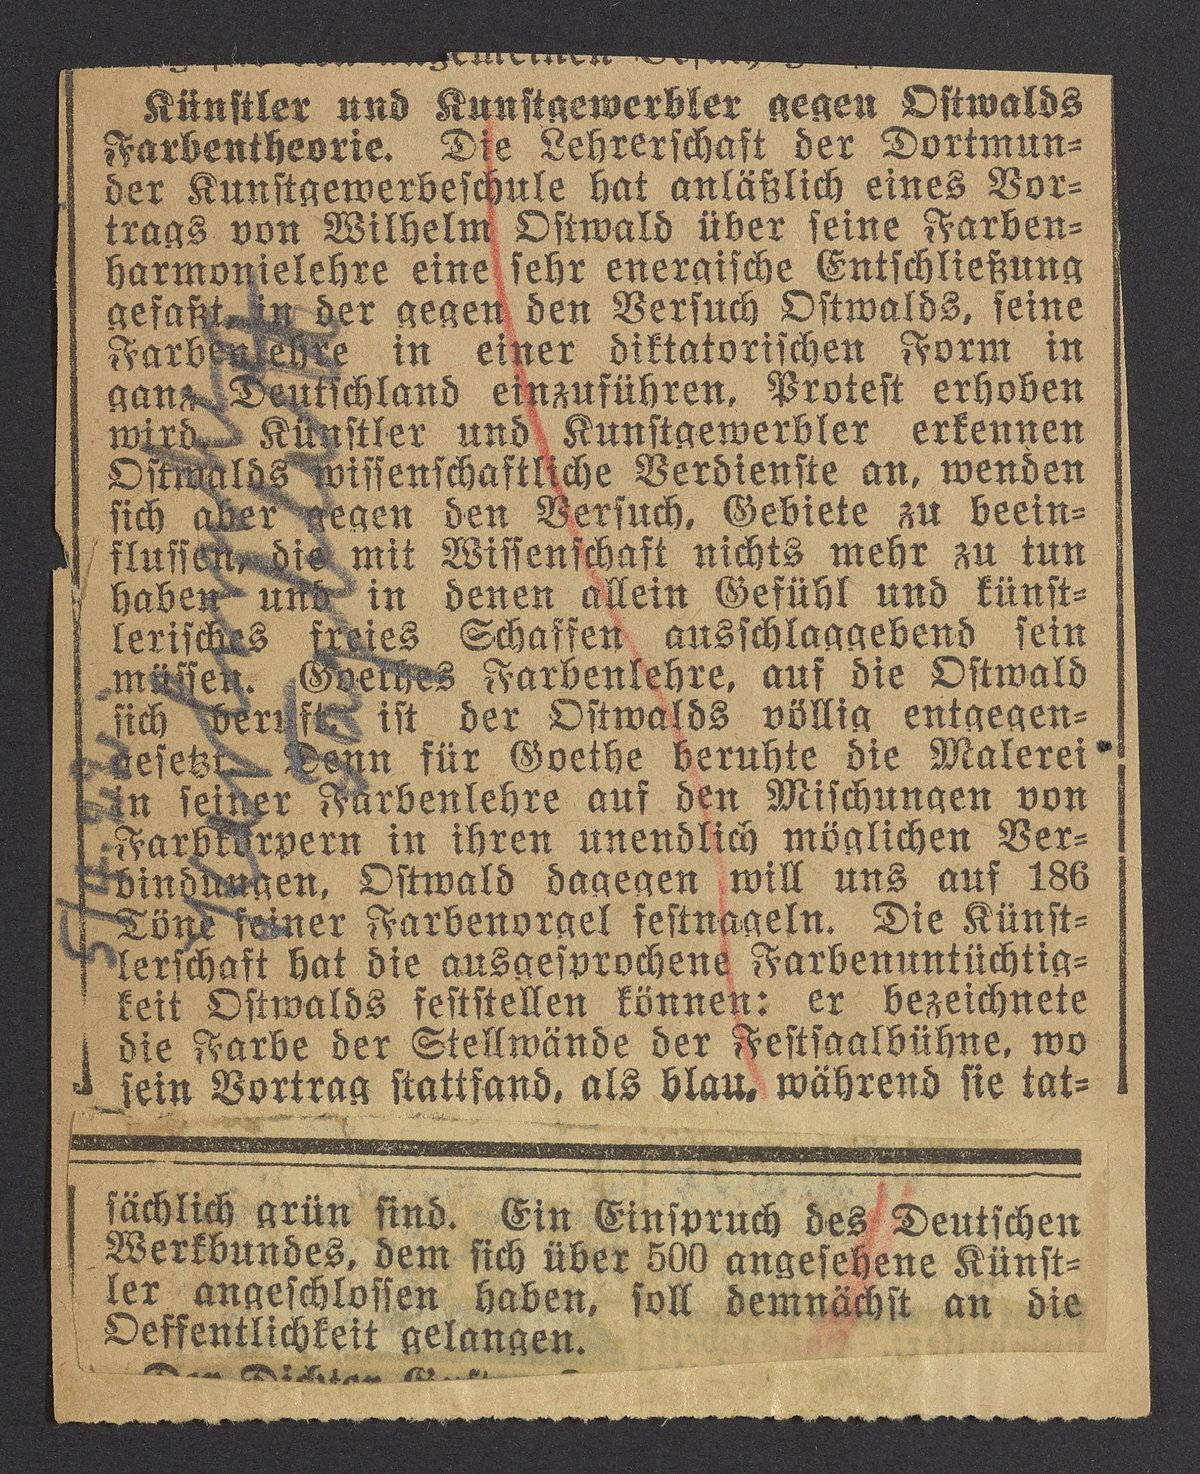 Künstler und Kunstgewerbler gegen Ostwalds
Farbentheorie. Die Lehrerschaft der Dortmun-
der Kunstgewerbeschule hat anläßlich eines Vor-
trags von Wilhelm Ostwald über seine Farben-
harmonielehre eine sehr energische Entschließung
gefaßt, in der gegen den Versuch Ostwalds, seine
Farbenlehre in einer diktatorischen Form in
ganz Deutschland einzuführen, Protest erhoben
wird. Künstler und Kunstgewerbler erkennen
Ostwalds wissenschaftliche Verdienste an, wenden
sich aber gegen den Versuch, Gebiete zu beein-
flussen, die mit Wissenschaft nichts mehr zu tun
haben und in denen allein Gefühl und künst-
lerisches freies Schaffen ausschlaggebend sein
müssen. Goethes Farbenlehre, auf die Ostwald
sich beruft, ist der Ostwalds völlig entgegen-
gesetzt. Denn für Goethe beruhte die Malerei
in seiner Farbenlehre auf den Mischungen von
Farbkörpern in ihren unendlich möglichen Ver-
bindungen, Ostwald dagegen will uns auf 186
Töne seiner Farbenorgel festnageln. Die Künst-
lerschaft hat die ausgesprochene Farbenuntüchtig-
keit Ostwalds feststellen können: er bezeichnete
die Farbe der Stellwände der Festsaalbühne, wo
sein Vortrag stattfand, als blau, während sie tat-
sächlich grün sind. Ein Einspruch des Deutschen
Werkbundes, dem sich über 500 angesehene Künst-
ler angeschlossen haben, soll demnächst an die
Oeffentlichkeit gelangen.